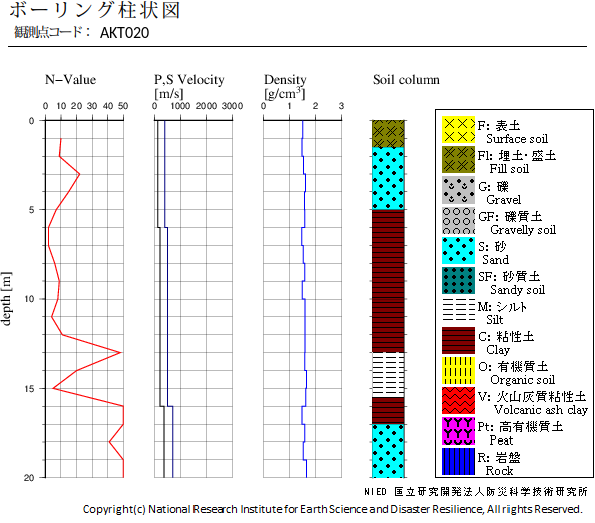 ボーリング柱状図
観測点コード： AKT020
N−Value
0 10 20 30 40 50
P,S Velocity
[m/s]
0 1000 2000 3000
Density
[g/cm³]
0 1 2 3
Soil column
depth [m]
0
5
10
15
20
F: 表土
Surface soil
Fl: 埋土・盛土
Fill soil
G: 礫
Gravel
GF: 礫質土
Gravelly soil
S: 砂
Sand
SF: 砂質土
Sandy soil
M: シルト
Silt
C: 粘性土
Clay
O: 有機質土
Organic soil
V: 火山灰質粘性土
Volcanic ash clay
Pt: 高有機質土
Peat
R: 岩盤
Rock
NIED 国立研究開発法人防災科学技術研究所
Copyright(c) National Research Institute for Earth Science and Disaster Resilience, All rights Reserved.